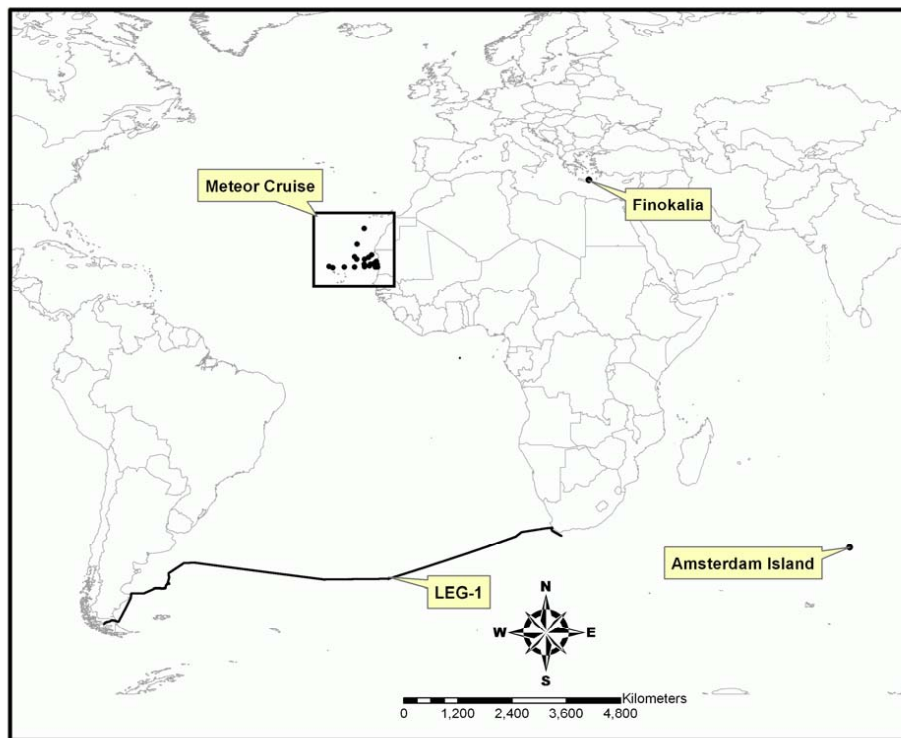 Meteor Cruise
Finokalia
Amsterdam Island
LEG-1
N
W E
S
Kilometers
0 1,200 2,400 3,600 4,800